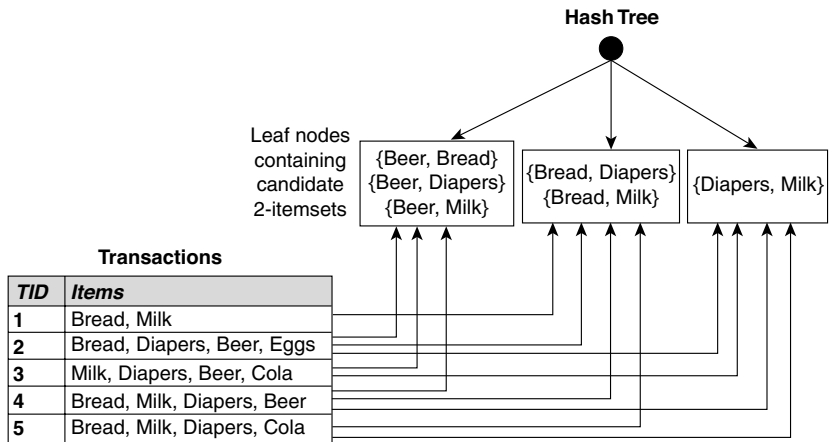 Hash Tree
Leaf nodes
containing
candidate
2-itemsets
{Beer, Bread}
{Beer, Diapers}
{Beer, Milk}
{Bread, Diapers}
{Bread, Milk}
{Diapers, Milk}
Transactions
TID Items
1 Bread, Milk
2 Bread, Diapers, Beer, Eggs
3 Milk, Diapers, Beer, Cola
4 Bread, Milk, Diapers, Beer
5 Bread, Milk, Diapers, Cola